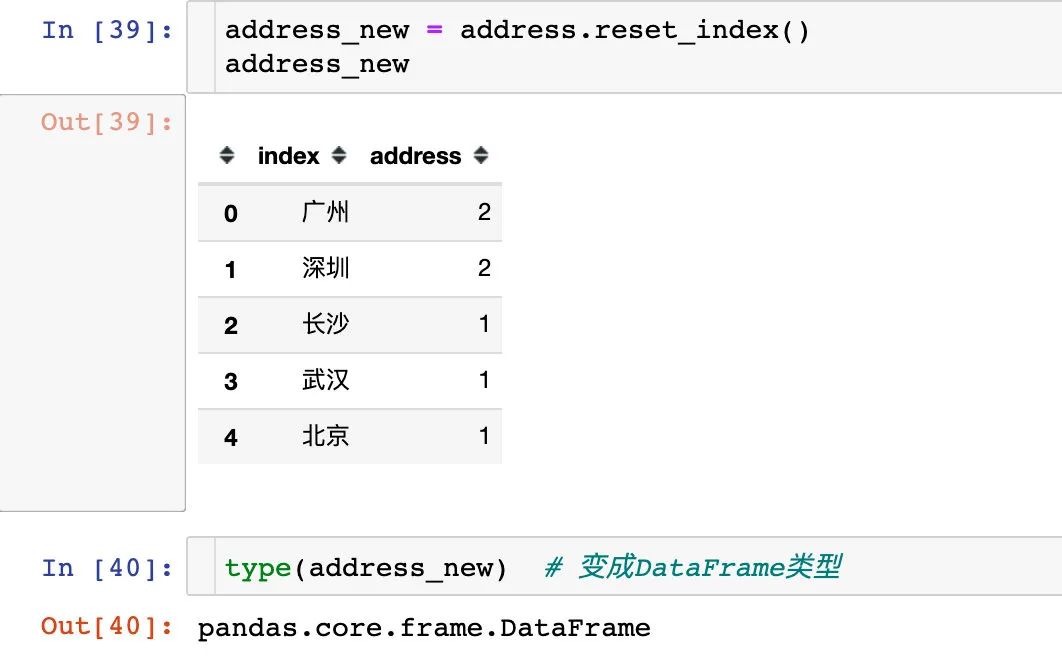 In [39]: address_new = address.reset_index()
address_new
Out[39]:
index address
0 广州 2
1 深圳 2
2 长沙 1
3 武汉 1
4 北京 1
In [40]: type(address_new) # 变成DataFrame类型
Out[40]: pandas.core.frame.DataFrame